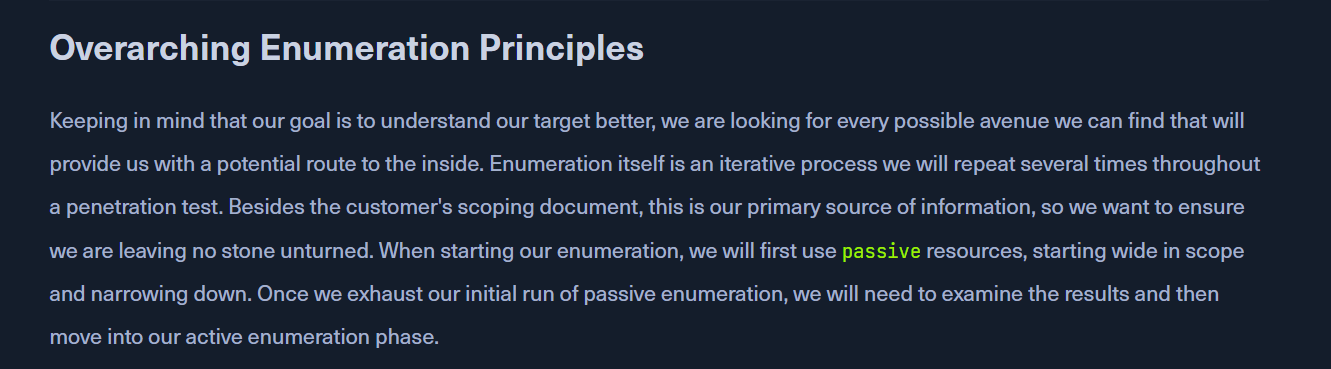 Overarching Enumeration Principles
Keeping in mind that our goal is to understand our target better, we are looking for every possible avenue we can find that will
provide us with a potential route to the inside. Enumeration itself is an iterative process we will repeat several times throughout
a penetration test. Besides the customer's scoping document, this is our primary source of information, so we want to ensure
we are leaving no stone unturned. When starting our enumeration, we will first use passive resources, starting wide in scope
and narrowing down. Once we exhaust our initial run of passive enumeration, we will need to examine the results and then
move into our active enumeration phase.